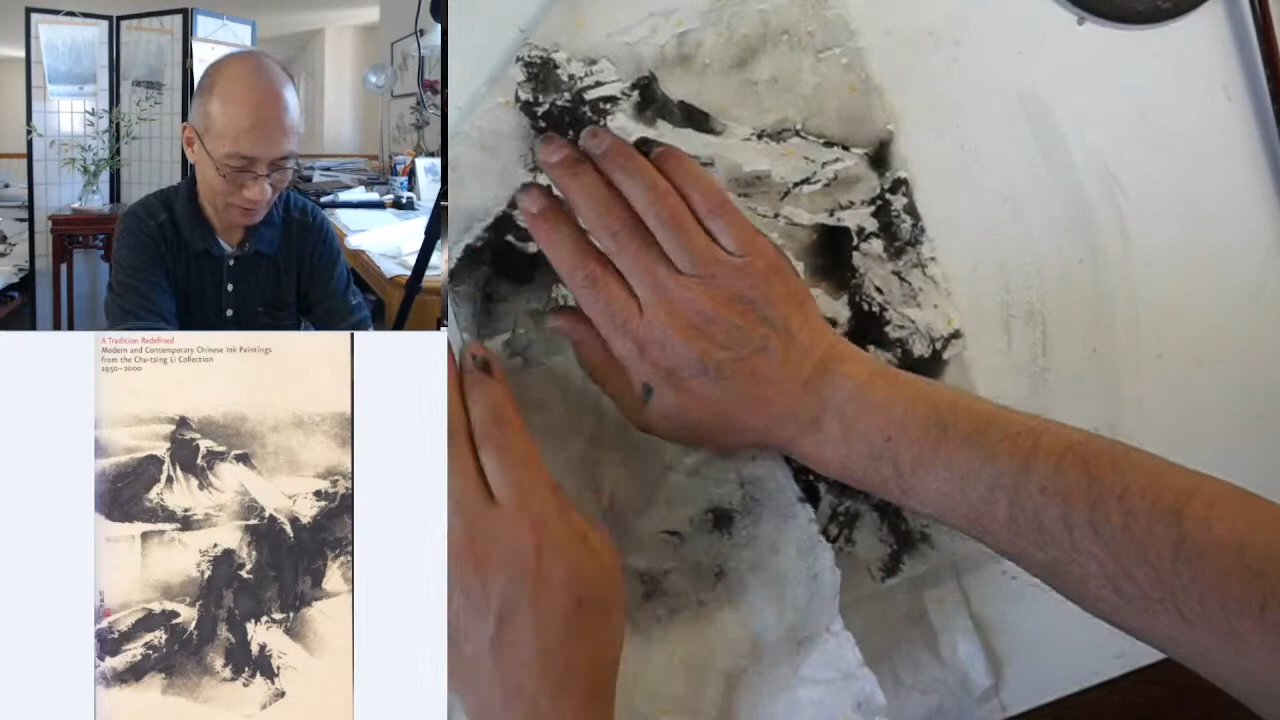 A Tradition Redefined
Modern and Contemporary Chinese Ink Paintings
from the Chu-tsing Li Collection
1950–2000